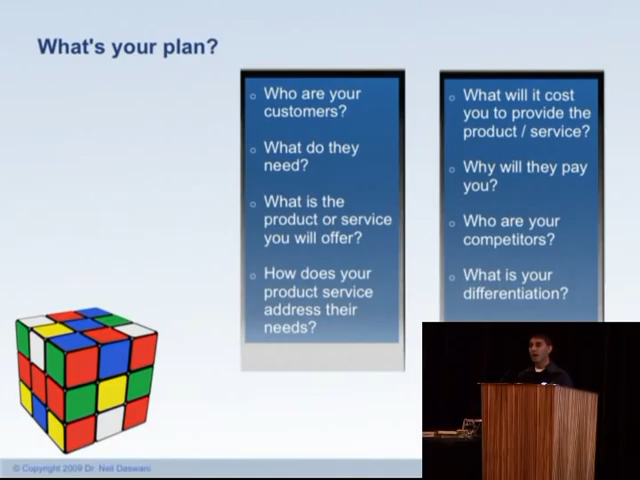 What's your plan?
Who are your
customers?
What do they
need?
What is the
product or service
you will offer?
How does your
product service
address their
needs?
What will it cost
you to provide the
product / service?
Why will they pay
you?
Who are your
competitors?
What is your
differentiation?
© Copyright 2009 Dr. Neil Daswani